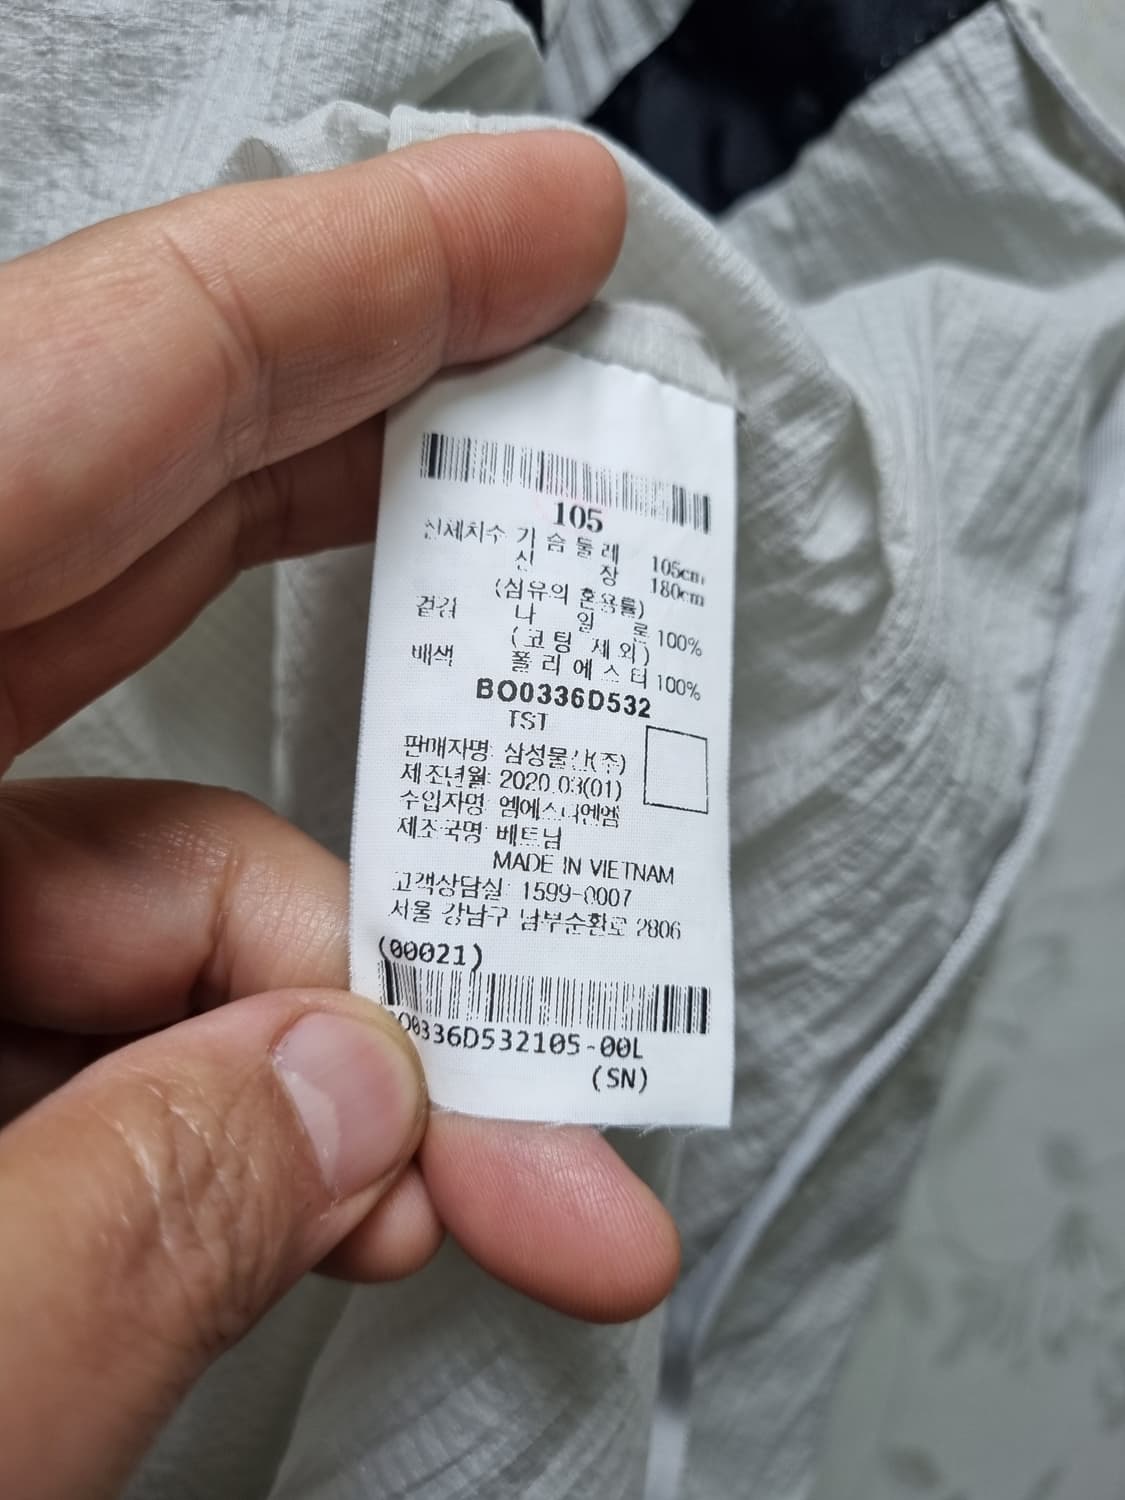 105
신체치수 가슴둘레 105cm
신장 180cm
(섬유의 혼용률)
겉감 나일론 100%
(코팅 제외)
배색 폴리에스터 100%
BO0336D532
TST
판매자명: 삼성물산(주)
제조년월: 2020.03(01)
수입자명: 엠에스디엔엠
제조국명: 베트남
MADE IN VIETNAM
고객상담실: 1599-0007
서울 강남구 남부순환로 2806
(00021)
BO0336D532105-00L
(SN)